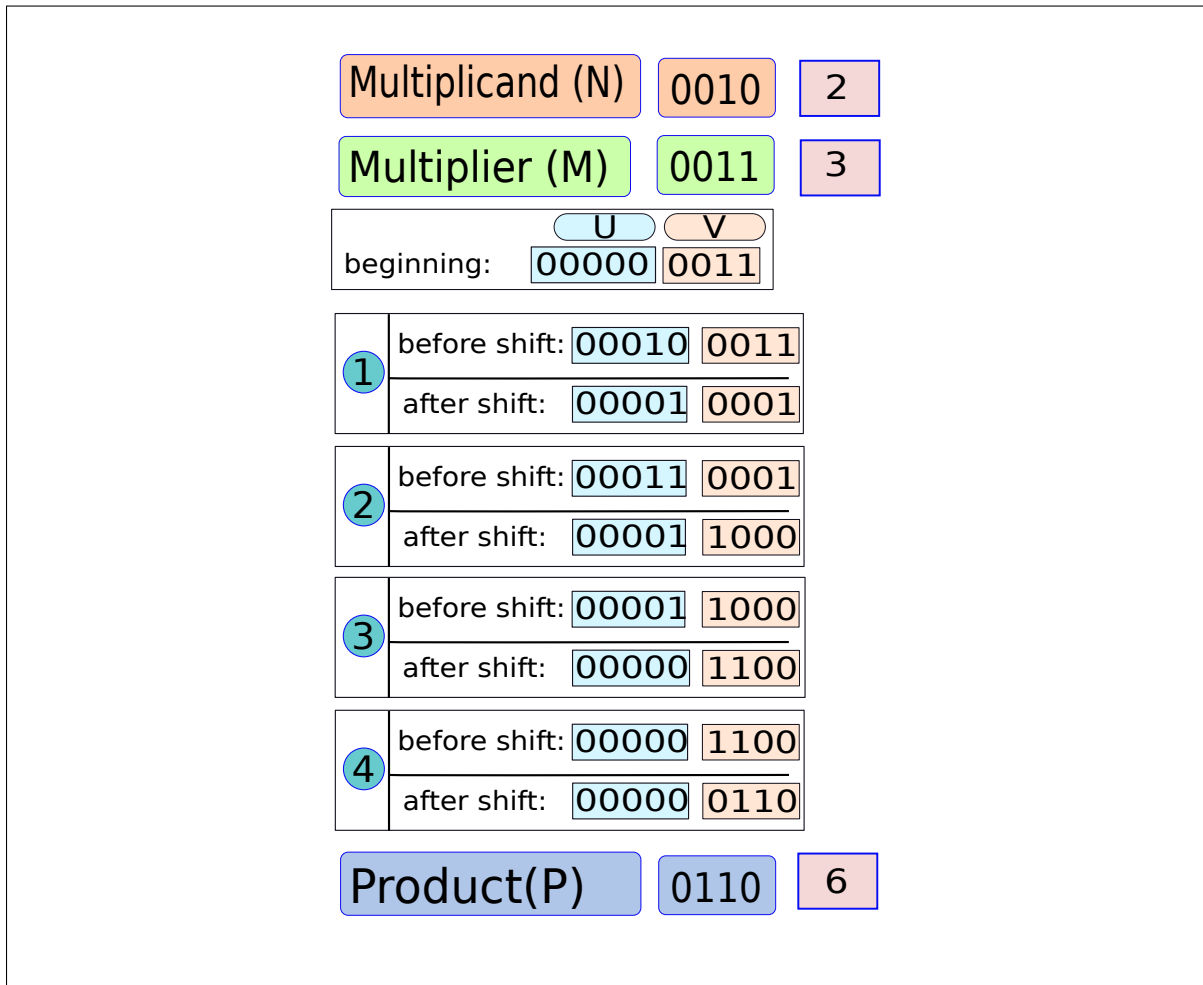 Multiplicand (N) 0010 2
Multiplier (M) 0011 3
U V
beginning: 00000 0011
1
before shift: 00010 0011
after shift: 00001 0001
2
before shift: 00011 0001
after shift: 00001 1000
3
before shift: 00001 1000
after shift: 00000 1100
4
before shift: 00000 1100
after shift: 00000 0110
Product(P) 0110 6